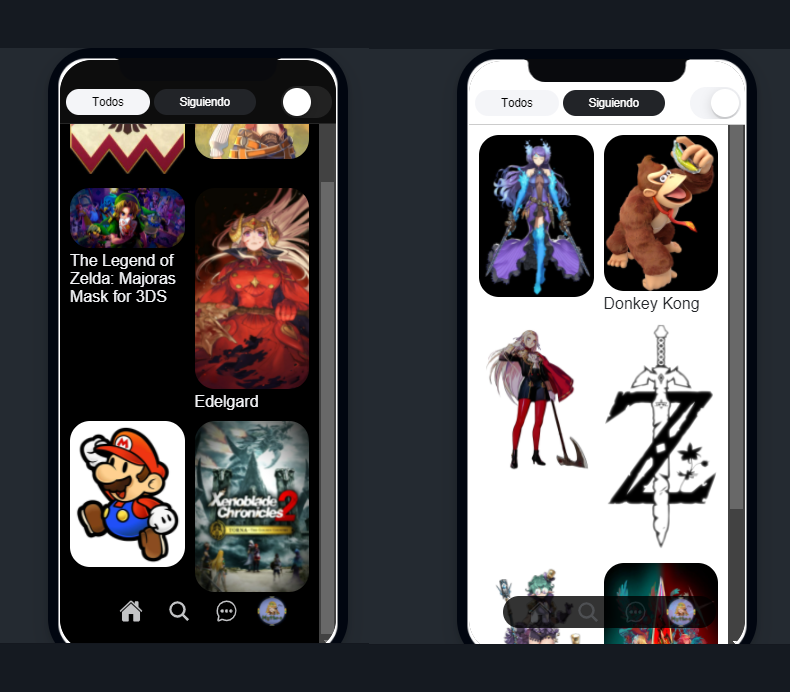 Todos
Siguiendo
The Legend of
Zelda: Majoras
Mask for 3DS
Edelgard
M
Xenoblade
Chronicles 2
Todos
Siguiendo
Donkey Kong
Z